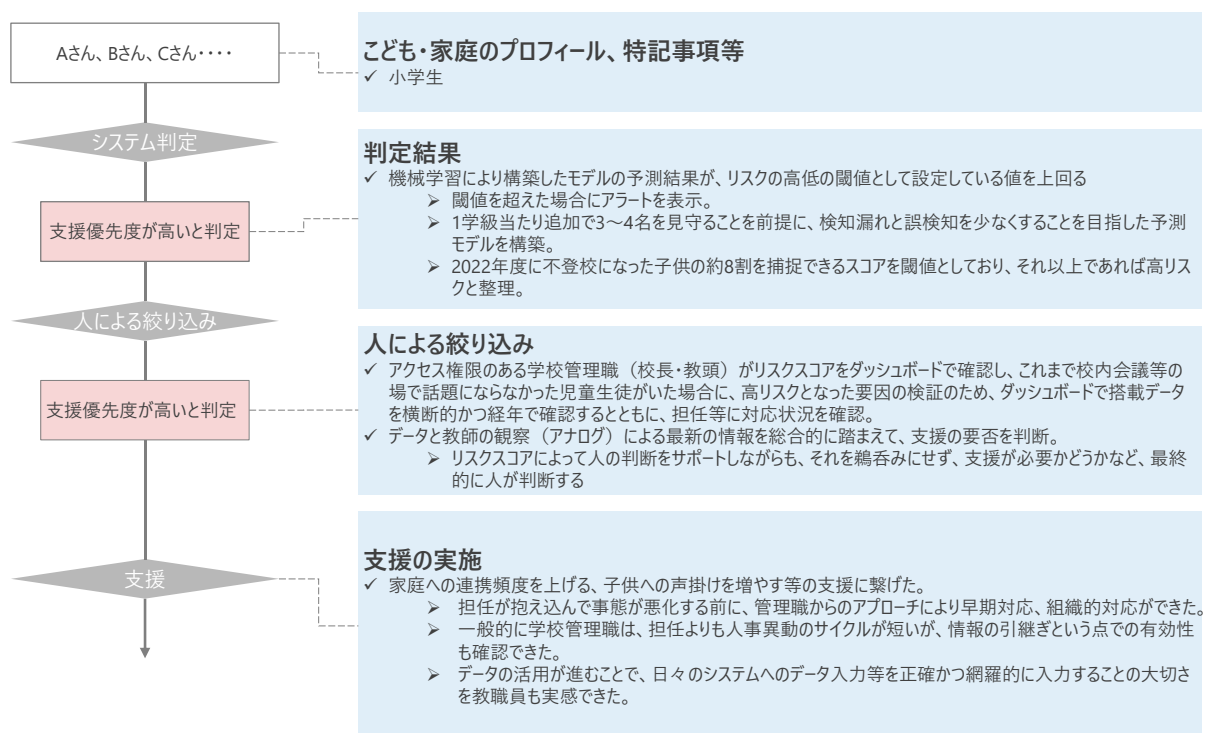 Aさん、Bさん、Cさん････
システム判定
支援優先度が高いと判定
人による絞り込み
支援優先度が高いと判定
支援
こども・家庭のプロフィール、特記事項等
✓ 小学生
判定結果
✓ 機械学習により構築したモデルの予測結果が、リスクの高低の閾値として設定している値を上回る
➢ 閾値を超えた場合にアラートを表示。
➢ 1学級当たり追加で3～4名を見守ることを前提に、検知漏れと誤検知を少なくすることを目指した予測
モデルを構築。
➢ 2022年度に不登校になった子供の約8割を捕捉できるスコアを閾値としており、それ以上であれば高リス
クと整理。
人による絞り込み
✓ アクセス権限のある学校管理職（校長・教頭）がリスクスコアをダッシュボードで確認し、これまで校内会議等の
場で話題にならなかった児童生徒がいた場合に、高リスクとなった要因の検証のため、ダッシュボードで搭載データ
を横断的かつ経年で確認するとともに、担任等に対応状況を確認。
✓ データと教師の観察（アナログ）による最新の情報を総合的に踏まえて、支援の要否を判断。
➢ リスクスコアによって人の判断をサポートしながらも、それを鵜呑みにせず、支援が必要かどうかなど、最終
的に人が判断する
支援の実施
✓ 家庭への連携頻度を上げる、子供への声掛けを増やす等の支援に繋げた。
➢ 担任が抱え込んで事態が悪化する前に、管理職からのアプローチにより早期対応、組織的対応ができた。
➢ 一般的に学校管理職は、担任よりも人事異動のサイクルが短いが、情報の引継ぎという点での有効性
も確認できた。
➢ データの活用が進むことで、日々のシステムへのデータ入力等を正確かつ網羅的に入力することの大切さ
を教職員も実感できた。